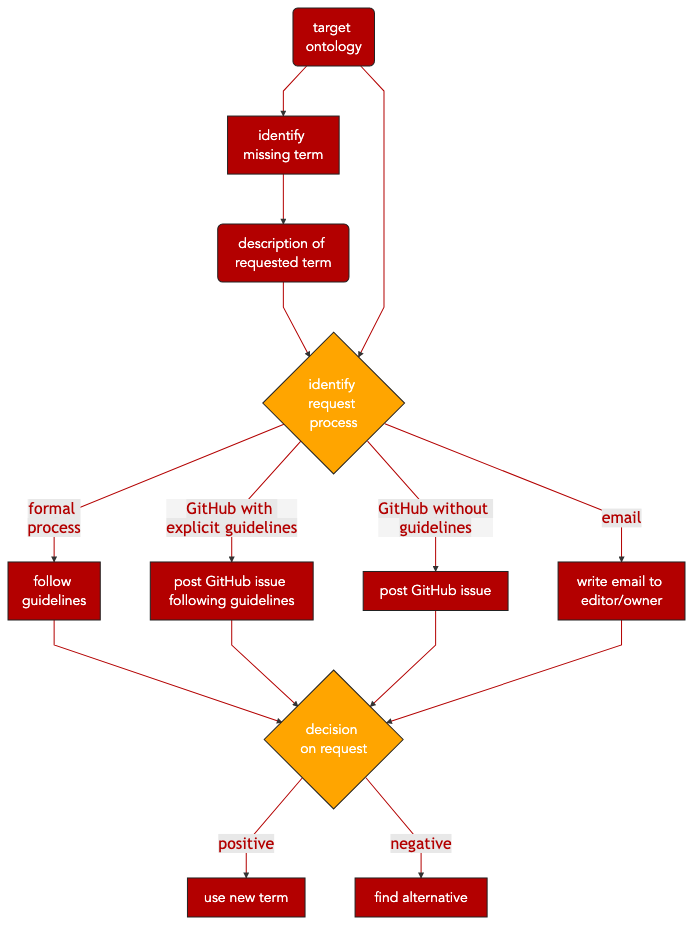 target
ontology
identify
missing term
description of
requested term
identify
request
process
formal
process
GitHub with
explicit guidelines
GitHub without
guidelines
email
follow
guidelines
post GitHub issue
following guidelines
post GitHub issue
write email to
editor/owner
decision
on request
positive
negative
use new term
find alternative